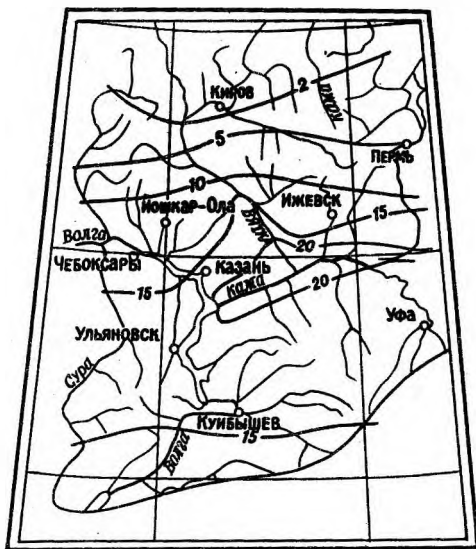 Киров
2
Кама
5
Пермь
10
Йошкар-Ола
Ижевск
15
Вятка
20
Волга
Чебоксары
Казань
Кама
15
20
Ульяновск
Уфа
Сура
Куйбышев
15
Волга